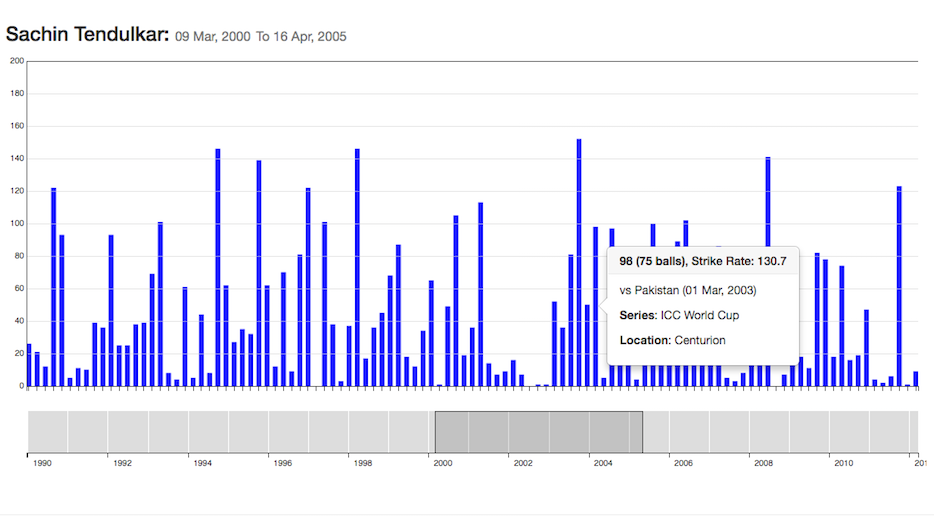 Sachin Tendulkar: 09 Mar, 2000 To 16 Apr, 2005
200
180
160
140
120
100
80
60
40
20
0
98 (75 balls), Strike Rate: 130.7
vs Pakistan (01 Mar, 2003)
Series: ICC World Cup
Location: Centurion
1990 1992 1994 1996 1998 2000 2002 2004 2006 2008 2010 201